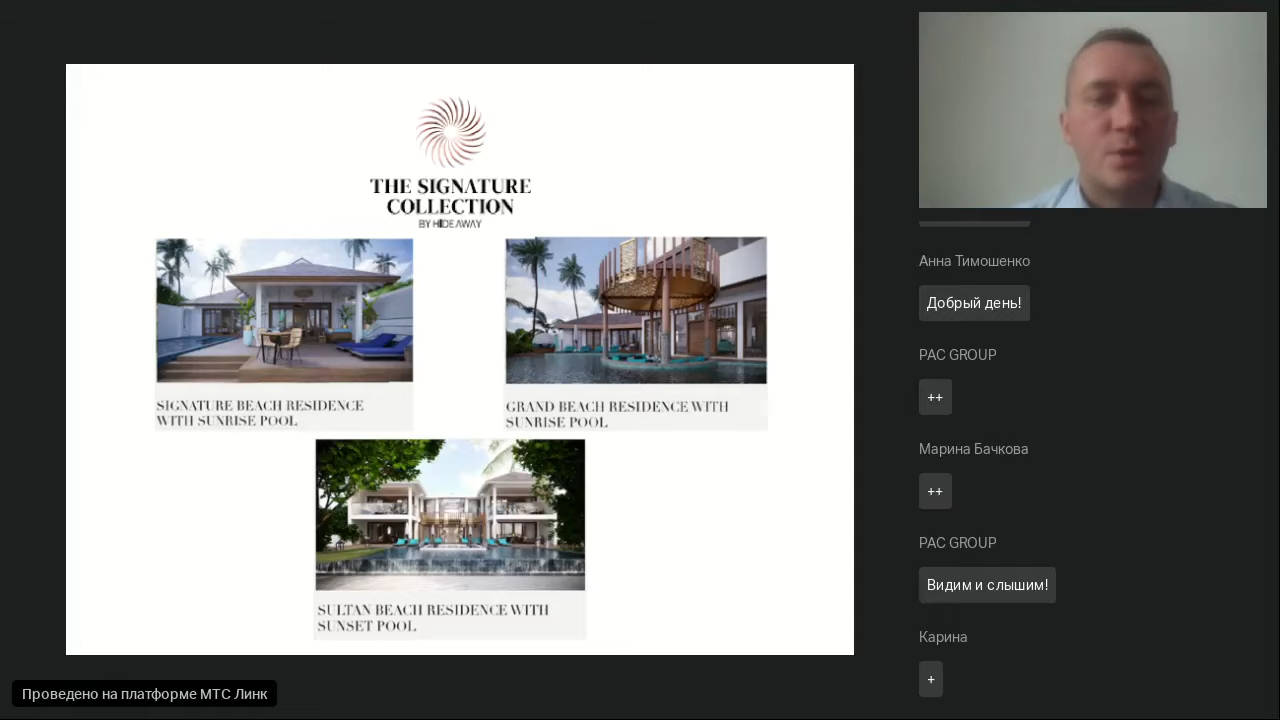 THE SIGNATURE
COLLECTION
BY HIDEAWAY
SIGNATURE BEACH RESIDENCE
WITH SUNRISE POOL
GRAND BEACH RESIDENCE WITH
SUNRISE POOL
SULTAN BEACH RESIDENCE WITH
SUNSET POOL
Проведено на платформе МТС Линк
Анна Тимошенко
Добрый день!
PAC GROUP
++
Марина Бачкова
++
PAC GROUP
Видим и слышим!
Карина
+